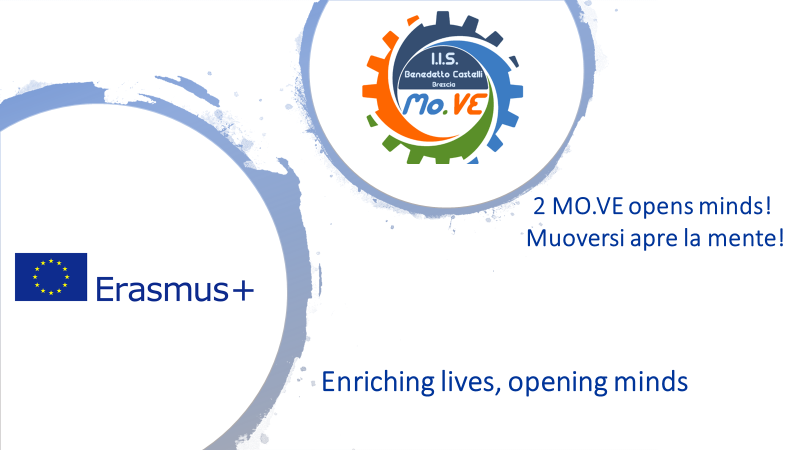 I.I.S.
Benedetto Castelli
Brescia
Mo.VE
2 MO.VE opens minds!
Muoversi apre la mente!
Erasmus+
Enriching lives, opening minds